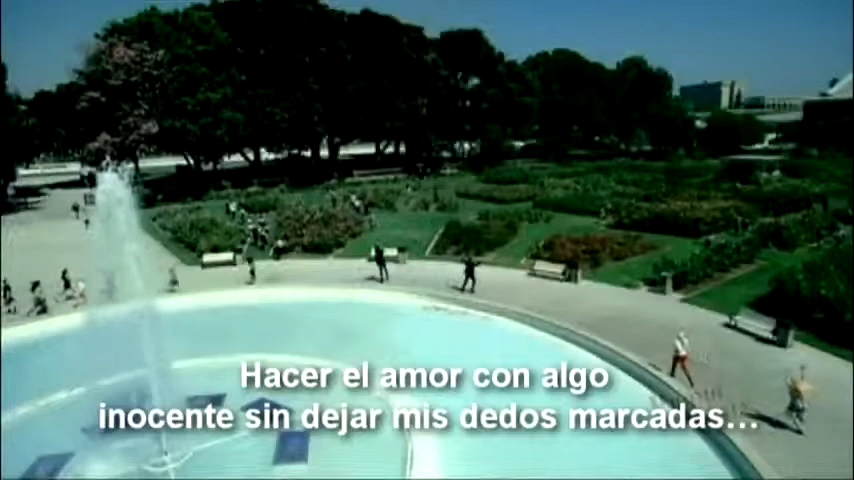 Hacer el amor con algo
inocente sin dejar mis dedos marcadas...